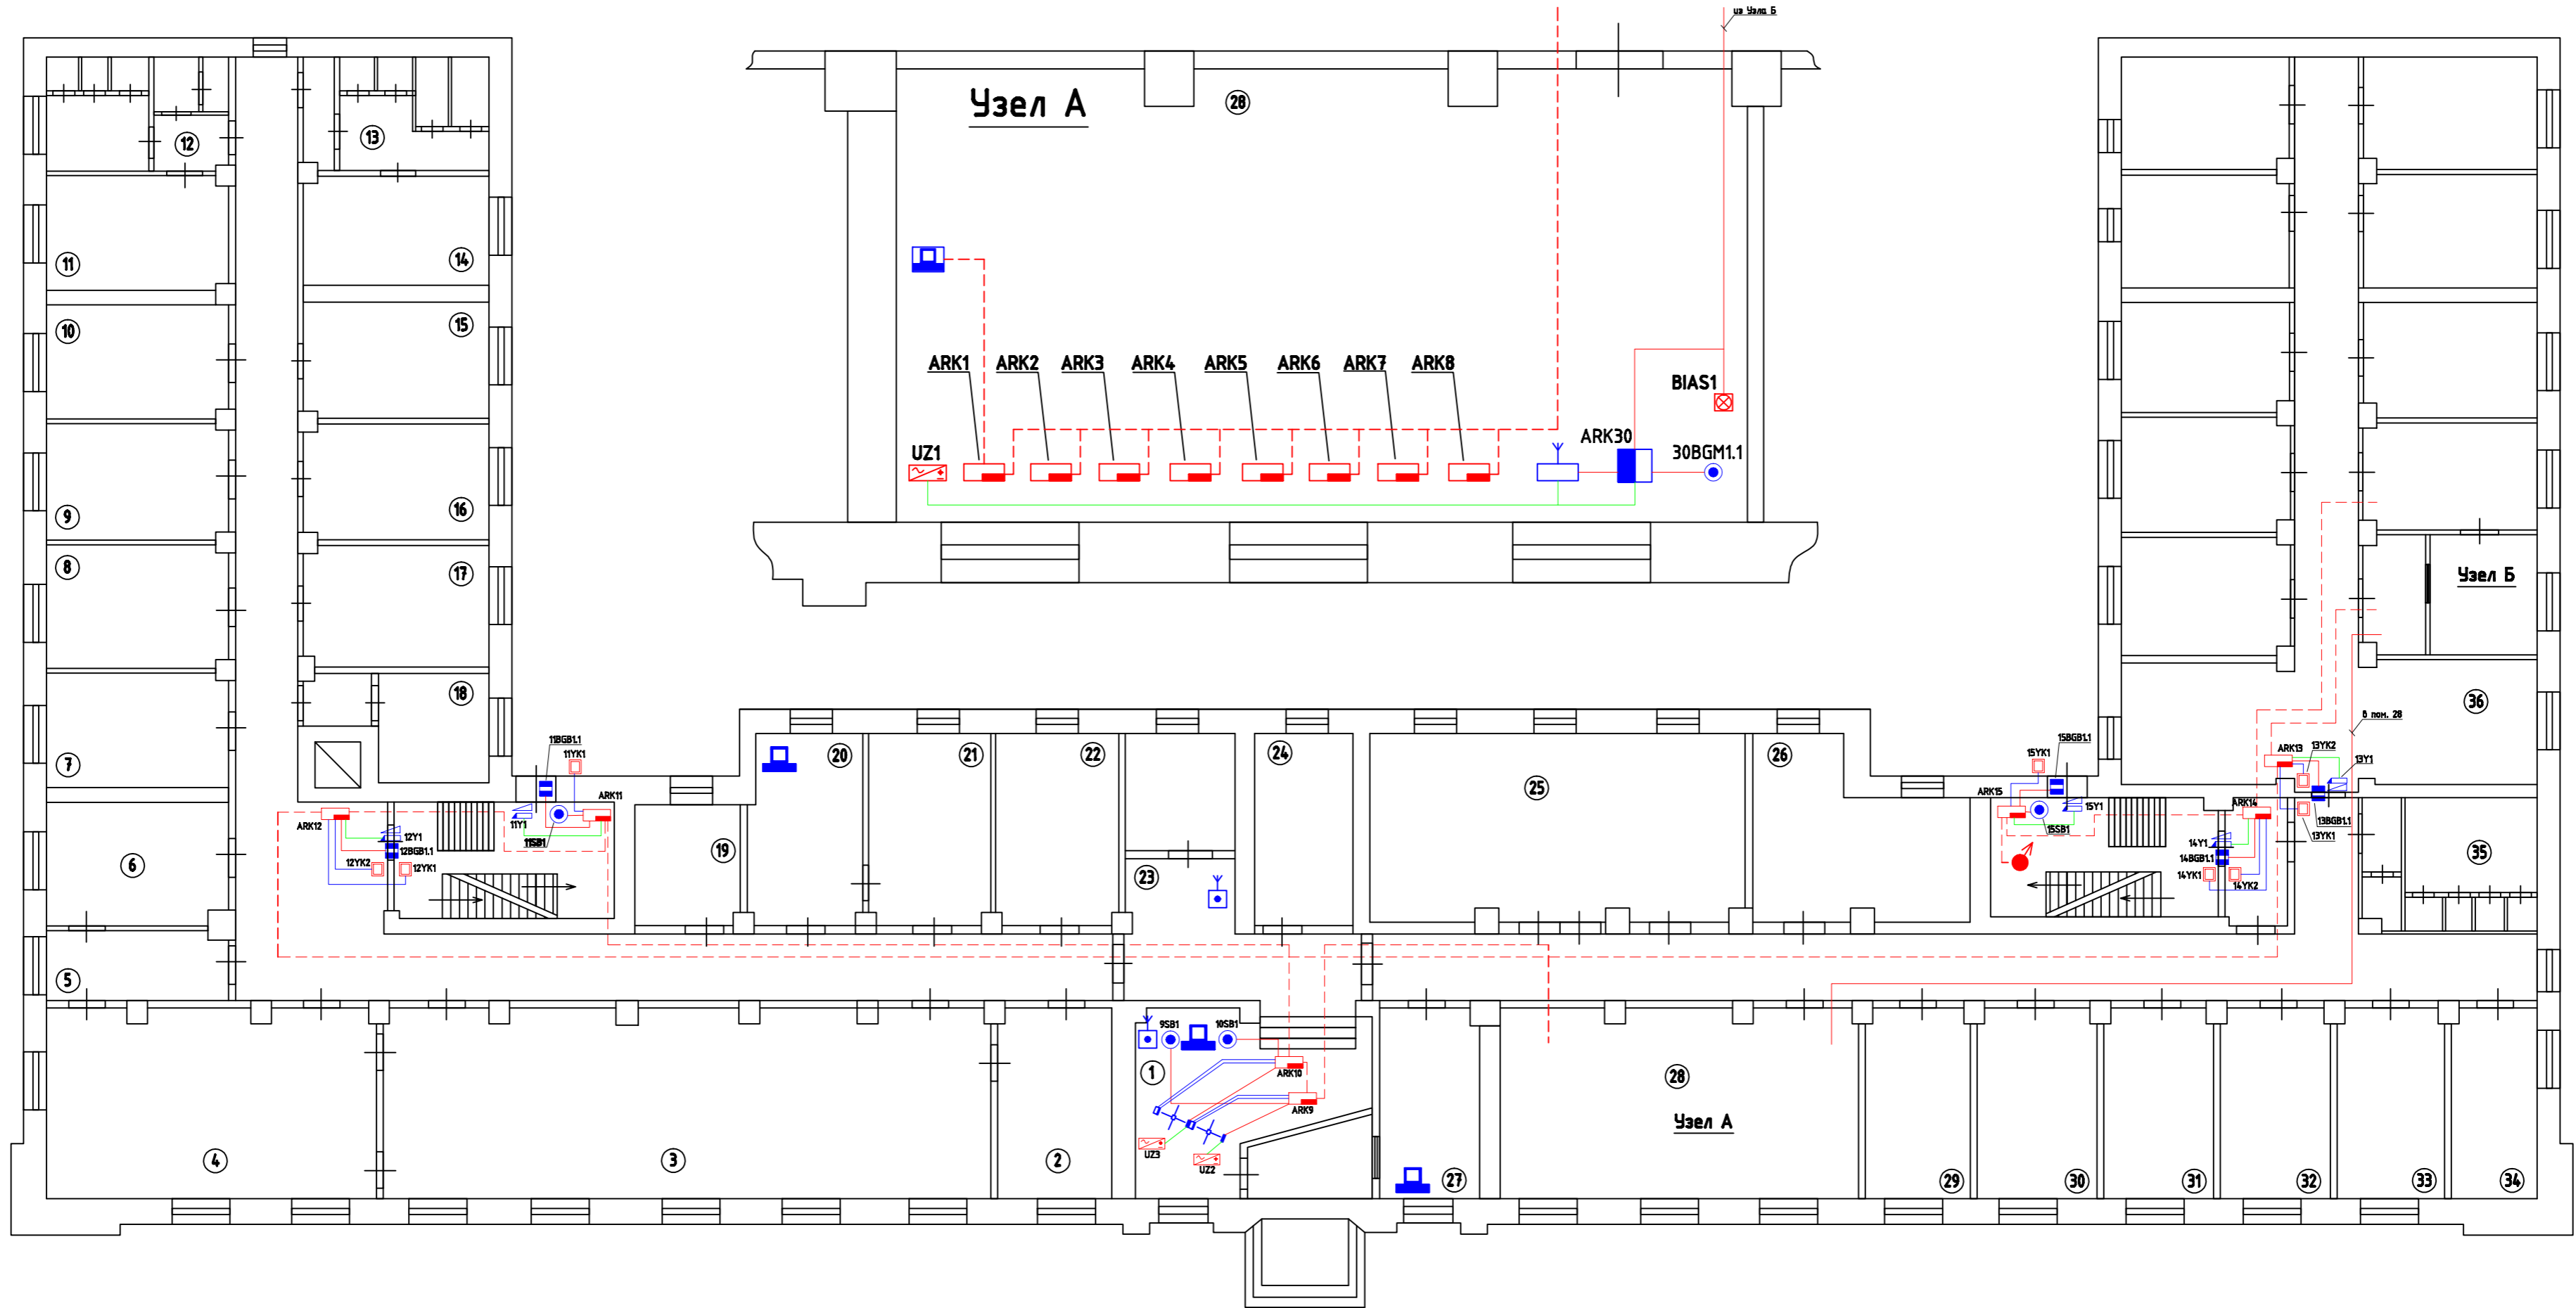 из Узла Б
Узел А
28
12
13
11
14
10
15
ARK1
ARK2
ARK3
ARK4
ARK5
ARK6
ARK7
ARK8
BIAS1
ARK30
30BGM1.1
UZ1
9
16
8
17
Узел Б
18
36
в пом. 28
7
11BGB1.1
11YK1
20
21
22
24
25
26
15YK1
15BGB1.1
ARK13
13YK2
13Y1
ARK11
ARK12
11Y1
11SB1
12Y1
12BGB1.1
12YK2
12YK1
ARK15
15Y1
15SB1
ARK14
13BGB1.1
13YK1
14Y1
14BGB1.1
14YK1
14YK2
6
19
23
35
5
9SB1
10SB1
1
ARK10
ARK9
28
Узел А
UZ3
UZ2
4
3
2
27
29
30
31
32
33
34